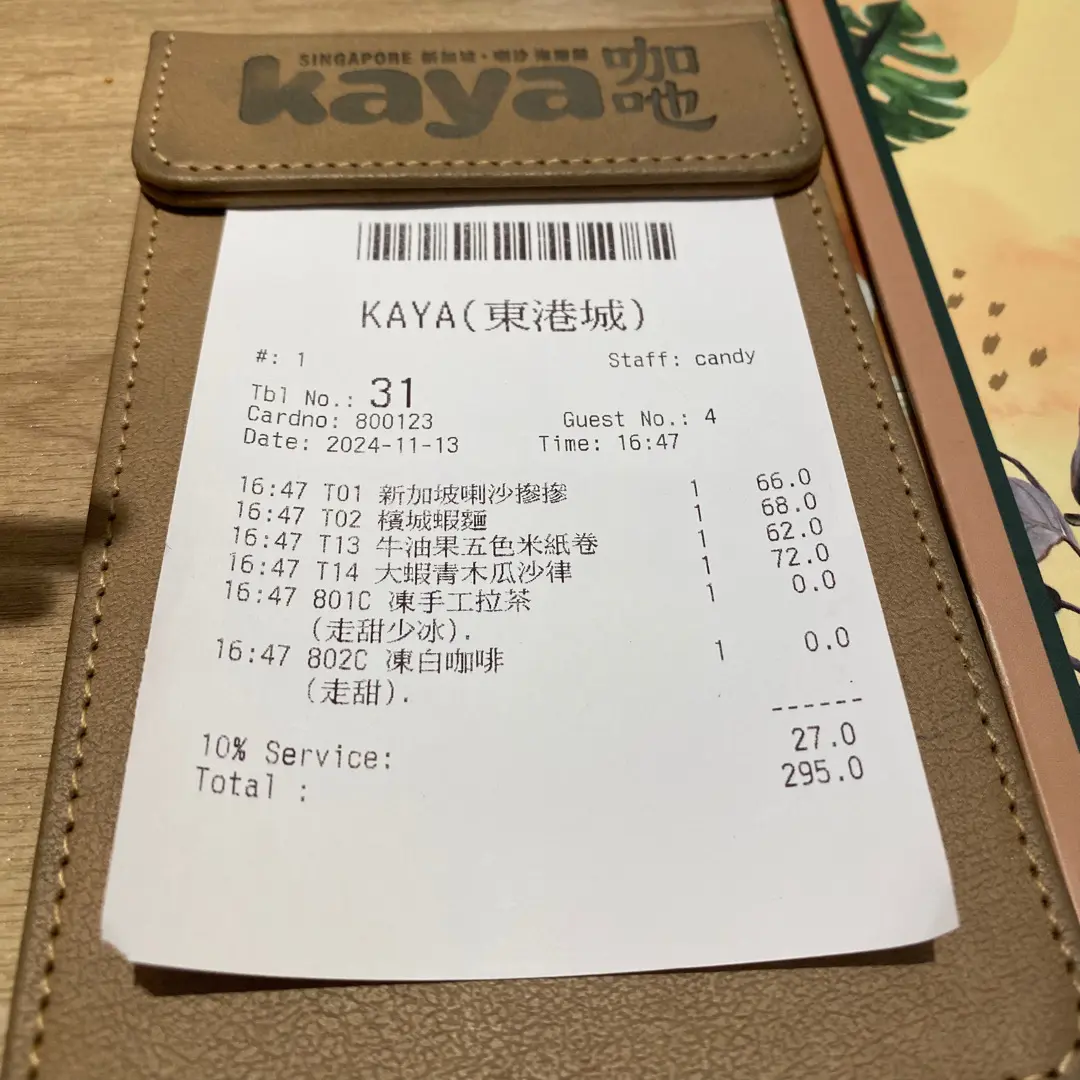 SINGAPORE 新加坡·喇沙 海南雞
kaya 咖吔
KAYA(東港城)
#: 1 Staff: candy
Tbl No.: 31
Cardno: 800123 Guest No.: 4
Date: 2024-11-13 Time: 16:47
16:47 T01 新加坡喇沙摻摻 1 66.0
16:47 T02 檳城蝦麵 1 68.0
16:47 T13 牛油果五色米紙卷 1 62.0
16:47 T14 大蝦青木瓜沙律 1 72.0
16:47 801C 凍手工拉茶 1 0.0
(走甜少冰).
16:47 802C 凍白咖啡 1 0.0
(走甜).
------
10% Service: 27.0
Total : 295.0